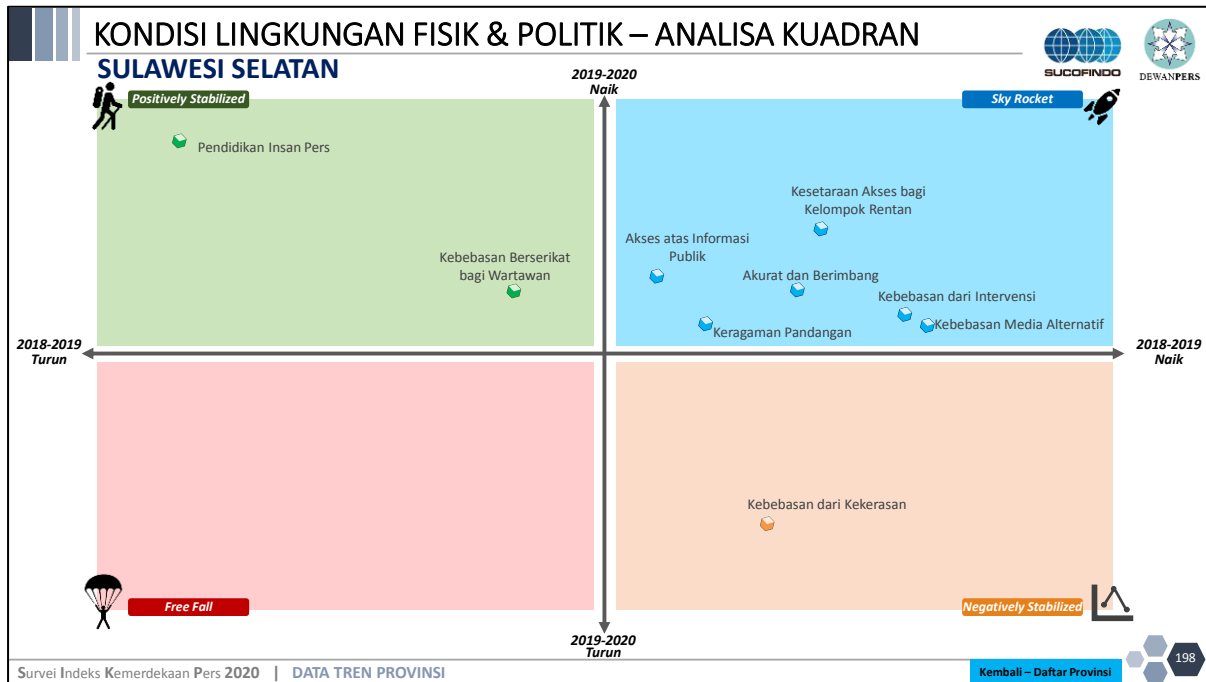 KONDISI LINGKUNGAN FISIK & POLITIK – ANALISA KUADRAN
SULAWESI SELATAN
SUCOFINDO
DEWANPERS
2019-2020
Naik
Positively Stabilized
Sky Rocket
Pendidikan Insan Pers
Kesetaraan Akses bagi
Kelompok Rentan
Akses atas Informasi
Publik
Kebebasan Berserikat
bagi Wartawan
Akurat dan Berimbang
Kebebasan dari Intervensi
Kebebasan Media Alternatif
Keragaman Pandangan
2018-2019
Turun
2018-2019
Naik
Kebebasan dari Kekerasan
Free Fall
Negatively Stabilized
2019-2020
Turun
Survei Indeks Kemerdekaan Pers 2020 | DATA TREN PROVINSI
Kembali – Daftar Provinsi
198